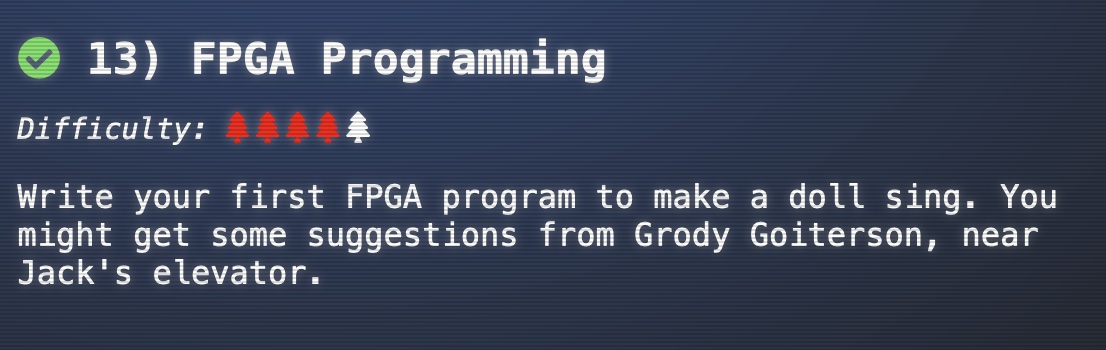 13) FPGA Programming
Difficulty:
Write your first FPGA program to make a doll sing. You
might get some suggestions from Grody Goiterson, near
Jack's elevator.